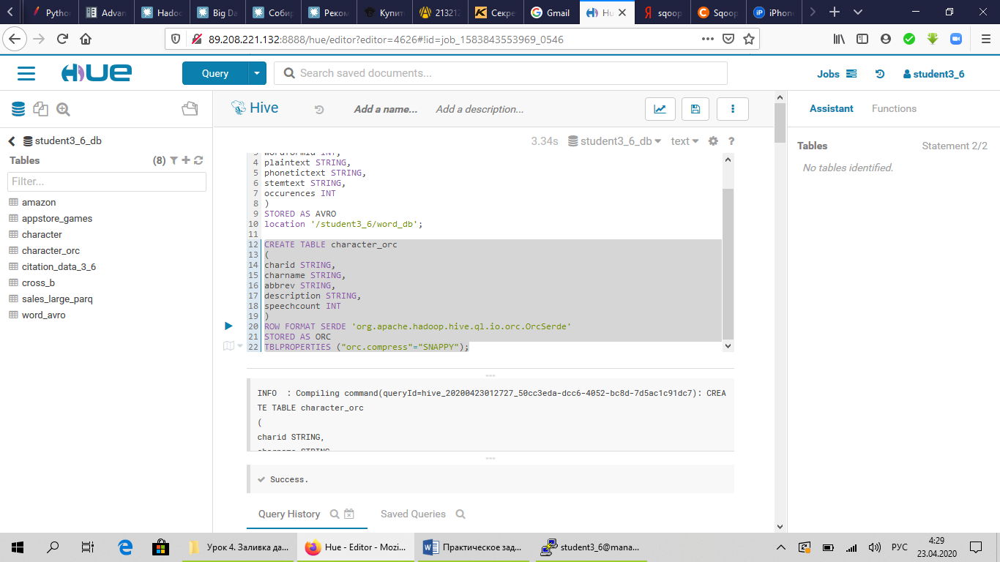 Pythor
Advan
Hadoc
Big Da
Собир
Реком
Купит
213212
Секре
Gmail
Hu
sqoop
Sqoop
iPhon
89.208.221.132:8888/hue/editor?editor=4626#!id=job_1583843553969_0546
HUE
Query
Search saved documents...
Jobs
student3_6
Hive
Add a name...
Add a description...
Assistant
Functions
student3_6_db
3.34s
student3_6_db
text
?
Tables
(8)
Filter...
amazon
appstore_games
character
character_orc
citation_data_3_6
cross_b
sales_large_parq
word_avro
3 wordformid INT,
4 plaintext STRING,
5 phonetictext STRING,
6 stemtext STRING,
7 occurences INT
8 )
9 STORED AS AVRO
10 location '/student3_6/word_db';
11
12 CREATE TABLE character_orc
13 (
14 charid STRING,
15 charname STRING,
16 abbrev STRING,
17 description STRING,
18 speechcount INT
19 )
20 ROW FORMAT SERDE 'org.apache.hadoop.hive.ql.io.orc.OrcSerde'
21 STORED AS ORC
22 TBLPROPERTIES ("orc.compress"="SNAPPY");
Tables
Statement 2/2
No tables identified.
INFO  : Compiling command(queryId=hive_20200423012727_50cc3eda-dcc6-4052-bc8d-7d5ac1c91dc7): CREA
TE TABLE character_orc
(
charid STRING,
charname STRING,
Success.
Query History
Saved Queries
Урок 4. Заливка да...
Hue - Editor - Mozi...
Практическое зад...
student3_6@mana...
РУС
4:29
23.04.2020